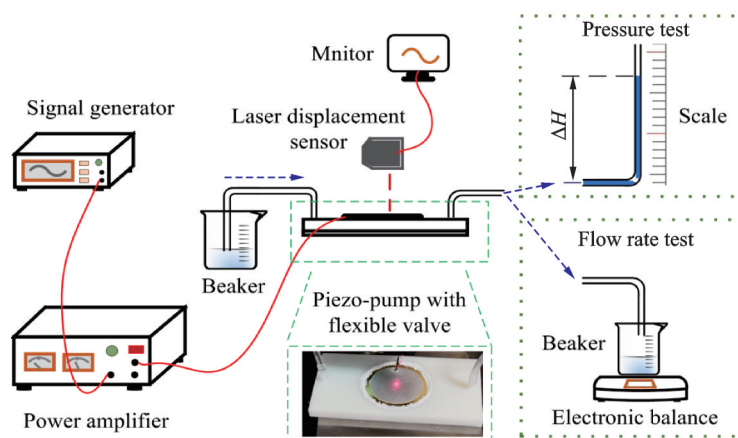 Pressure test
Mnitor
Signal generator
Laser displacement
sensor
ΔH
Scale
Flow rate test
Beaker
Piezo-pump with
flexible valve
Beaker
Power amplifier
Electronic balance